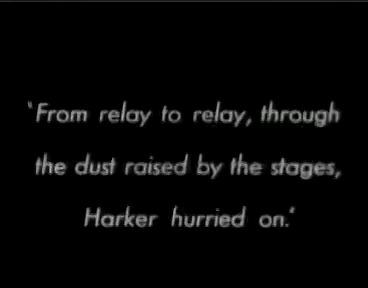 'From relay to relay, through
the dust raised by the stages,
Harker hurried on.'